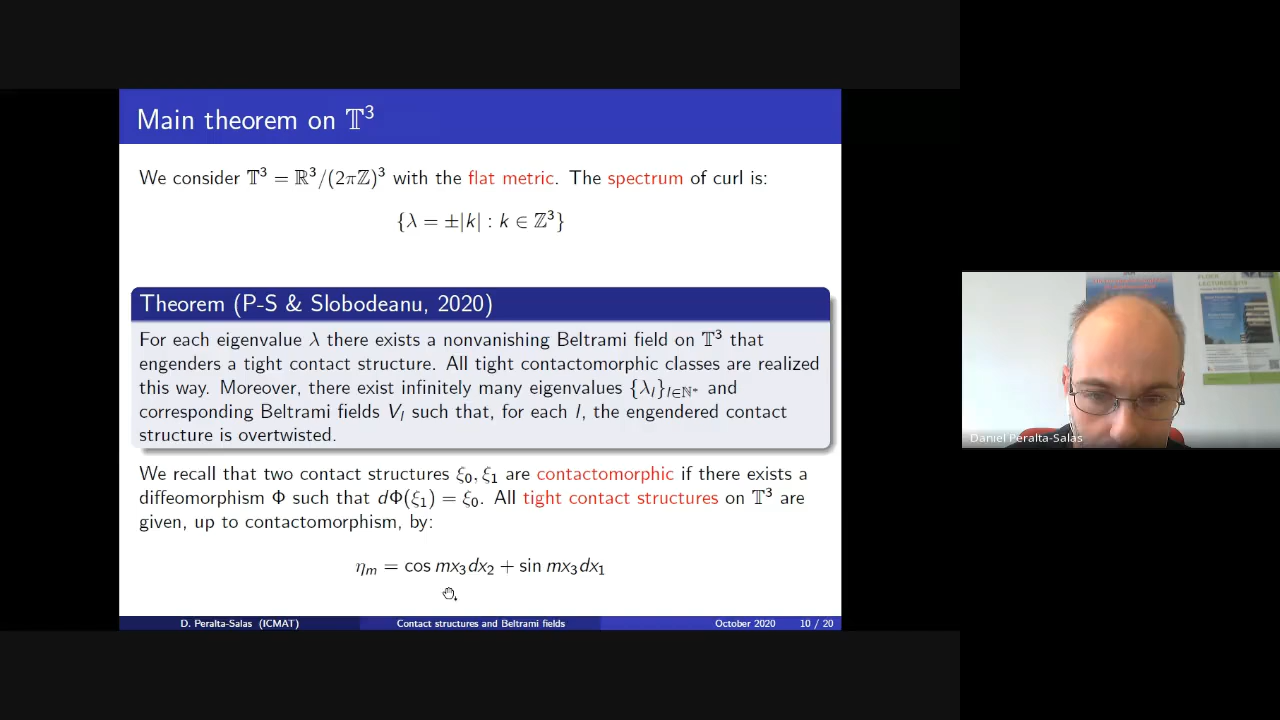 Main theorem on 𝕋³
We consider 𝕋³ = ℝ³/(2πℤ)³ with the flat metric. The spectrum of curl is:
{λ = ±|k| : k ∈ ℤ³}
Theorem (P-S & Slobodeanu, 2020)
For each eigenvalue λ there exists a nonvanishing Beltrami field on 𝕋³ that
engenders a tight contact structure. All tight contactomorphic classes are realized
this way. Moreover, there exist infinitely many eigenvalues {λ_l}_{l∈ℕ*} and
corresponding Beltrami fields V_l such that, for each l, the engendered contact
structure is overtwisted.
We recall that two contact structures ξ₀, ξ₁ are contactomorphic if there exists a
diffeomorphism Φ such that dΦ(ξ₁) = ξ₀. All tight contact structures on 𝕋³ are
given, up to contactomorphism, by:
η_m = cos mx₃dx₂ + sin mx₃dx₁
D. Peralta-Salas (ICMAT) Contact structures and Beltrami fields October 2020 10 / 20
FLOER
LECTURES
Daniel Peralta-Salas